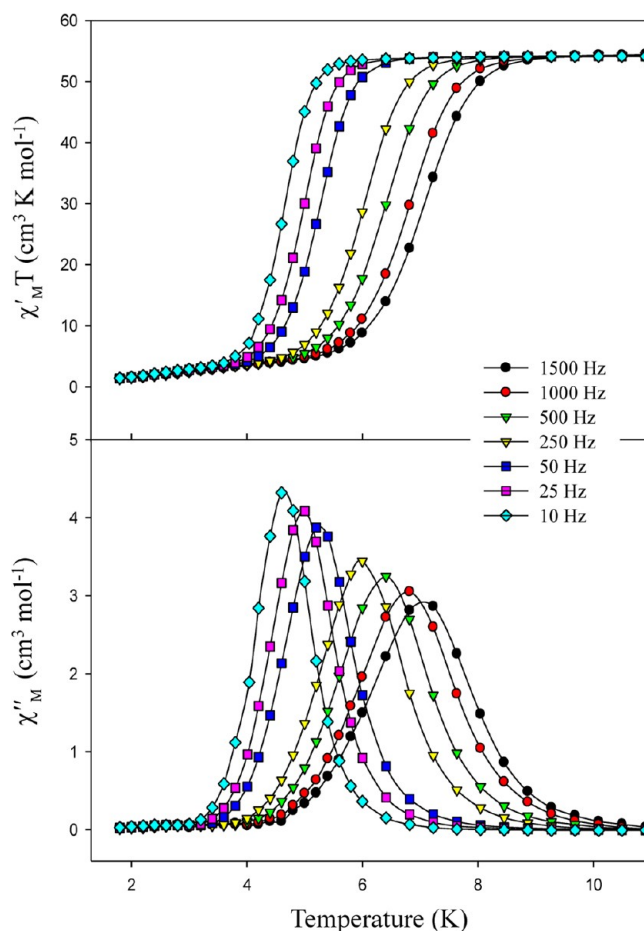 60
50
40
30
20
10
0
χ′MT (cm³ K mol⁻¹)
1500 Hz
1000 Hz
500 Hz
250 Hz
50 Hz
25 Hz
10 Hz
5
4
3
2
1
0
χ″M (cm³ mol⁻¹)
2 4 6 8 10
Temperature (K)